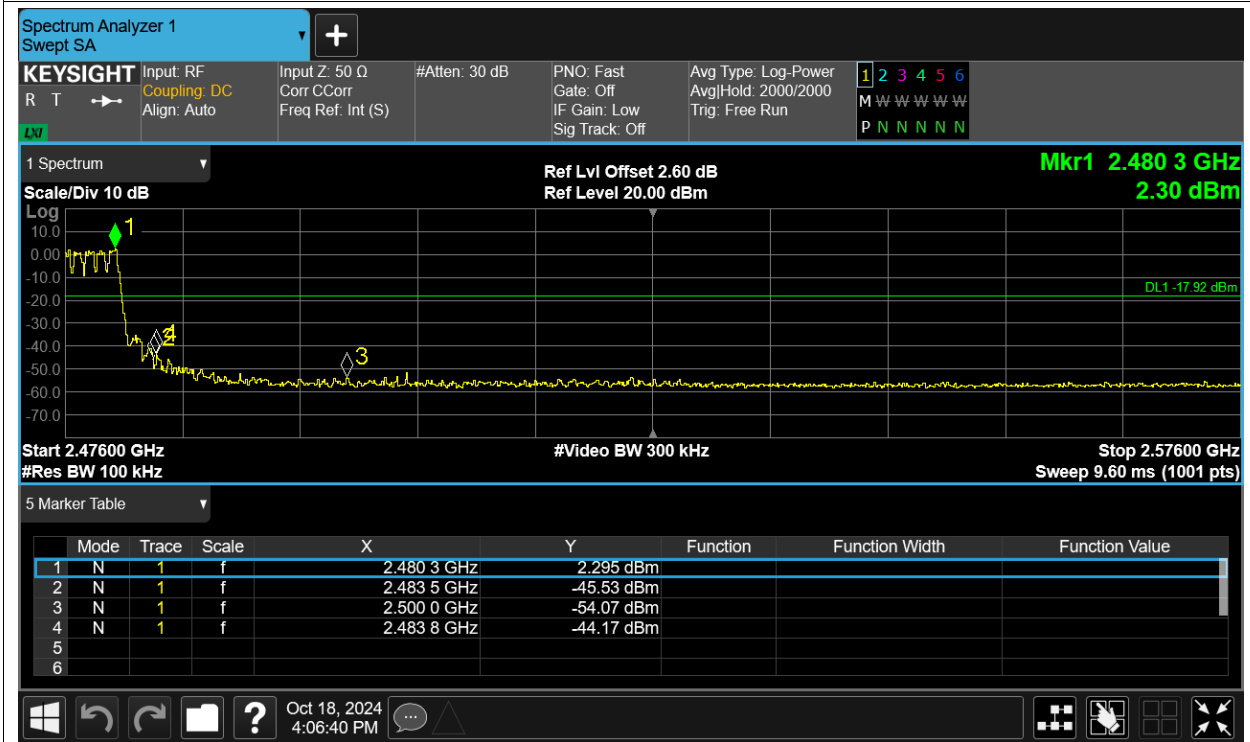 Spectrum Analyzer 1
Swept SA
+
KEYSIGHT Input: RF Input Z: 50 Ω #Atten: 30 dB PNO: Fast Avg Type: Log-Power 1 2 3 4 5 6
R T Coupling: DC Corr CCorr Gate: Off Avg|Hold: 2000/2000 M W W W W W
Align: Auto Freq Ref: Int (S) IF Gain: Low Trig: Free Run
LXI Sig Track: Off P N N N N N
1 Spectrum Ref Lvl Offset 2.60 dB Mkr1 2.480 3 GHz
Scale/Div 10 dB Ref Level 20.00 dBm 2.30 dBm
Log
1
10.0
0.00
-10.0
DL1 -17.92 dBm
-20.0
-30.0
-40.0
3
-50.0
-60.0
-70.0
Start 2.47600 GHz #Video BW 300 kHz Stop 2.57600 GHz
#Res BW 100 kHz Sweep 9.60 ms (1001 pts)
5 Marker Table
Mode Trace Scale X Y Function Function Width Function Value
1 N 1 f 2.480 3 GHz 2.295 dBm
2 N 1 f 2.483 5 GHz -45.53 dBm
3 N 1 f 2.500 0 GHz -54.07 dBm
4 N 1 f 2.483 8 GHz -44.17 dBm
5
6
? Oct 18, 2024
4:06:40 PM